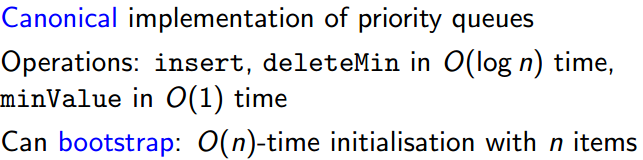 Canonical implementation of priority queues
Operations: insert, deleteMin in O(log n) time,
minValue in O(1) time
Can bootstrap: O(n)-time initialisation with n items